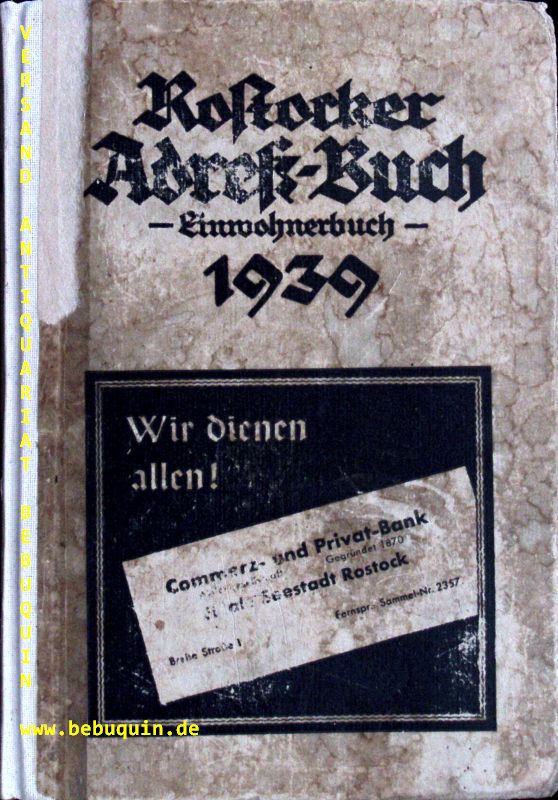 Rostocker
Adreß-Buch
– Einwohnerbuch –
1939
Wir dienen
allen!
Commerz- und Privat-Bank
Gegründet 1870
Seestadt Rostock
Breite Straße 1
Fernspr. Sammel-Nr. 2357
VERSAND ANTIQUARIAT BEBUQUIN
www.bebuquin.de